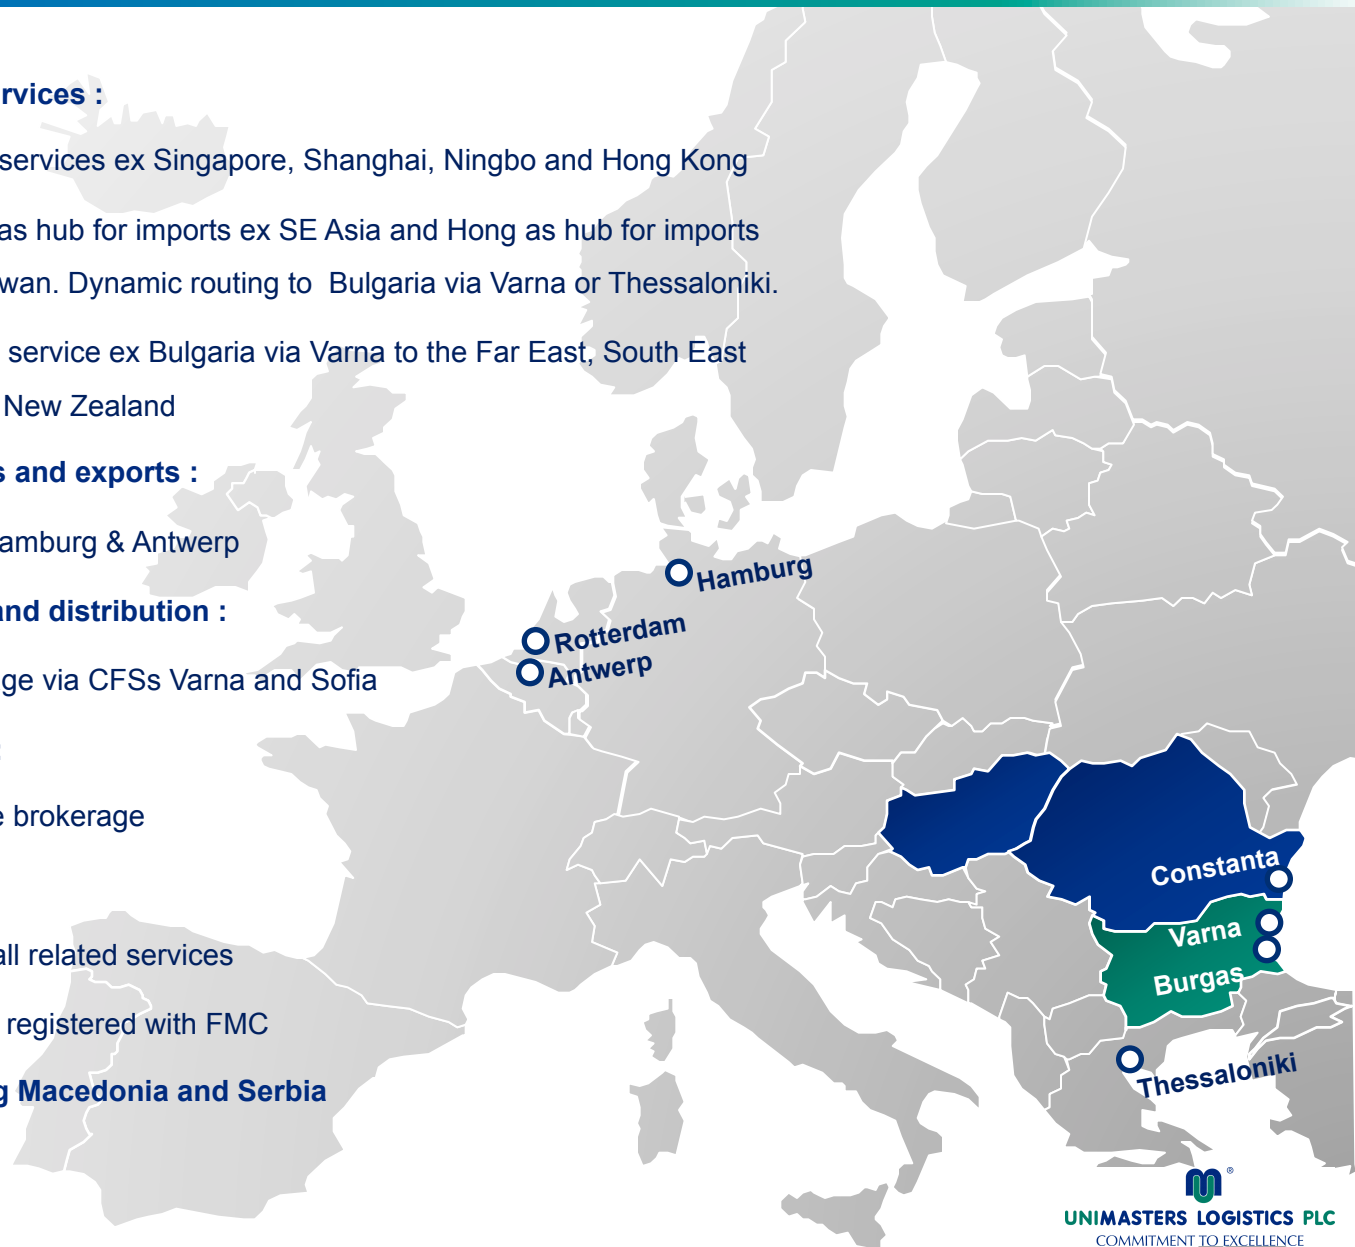 rvices :
services ex Singapore, Shanghai, Ningbo and Hong Kong
as hub for imports ex SE Asia and Hong as hub for imports
wan. Dynamic routing to Bulgaria via Varna or Thessaloniki.
service ex Bulgaria via Varna to the Far East, South East
New Zealand
s and exports :
amburg & Antwerp
and distribution :
ge via CFSs Varna and Sofia
:
e brokerage
all related services
registered with FMC
g Macedonia and Serbia
Hamburg
Rotterdam
Antwerp
Constanta
Varna
Burgas
Thessaloniki
®
UNIMASTERS LOGISTICS PLC
COMMITMENT TO EXCELLENCE